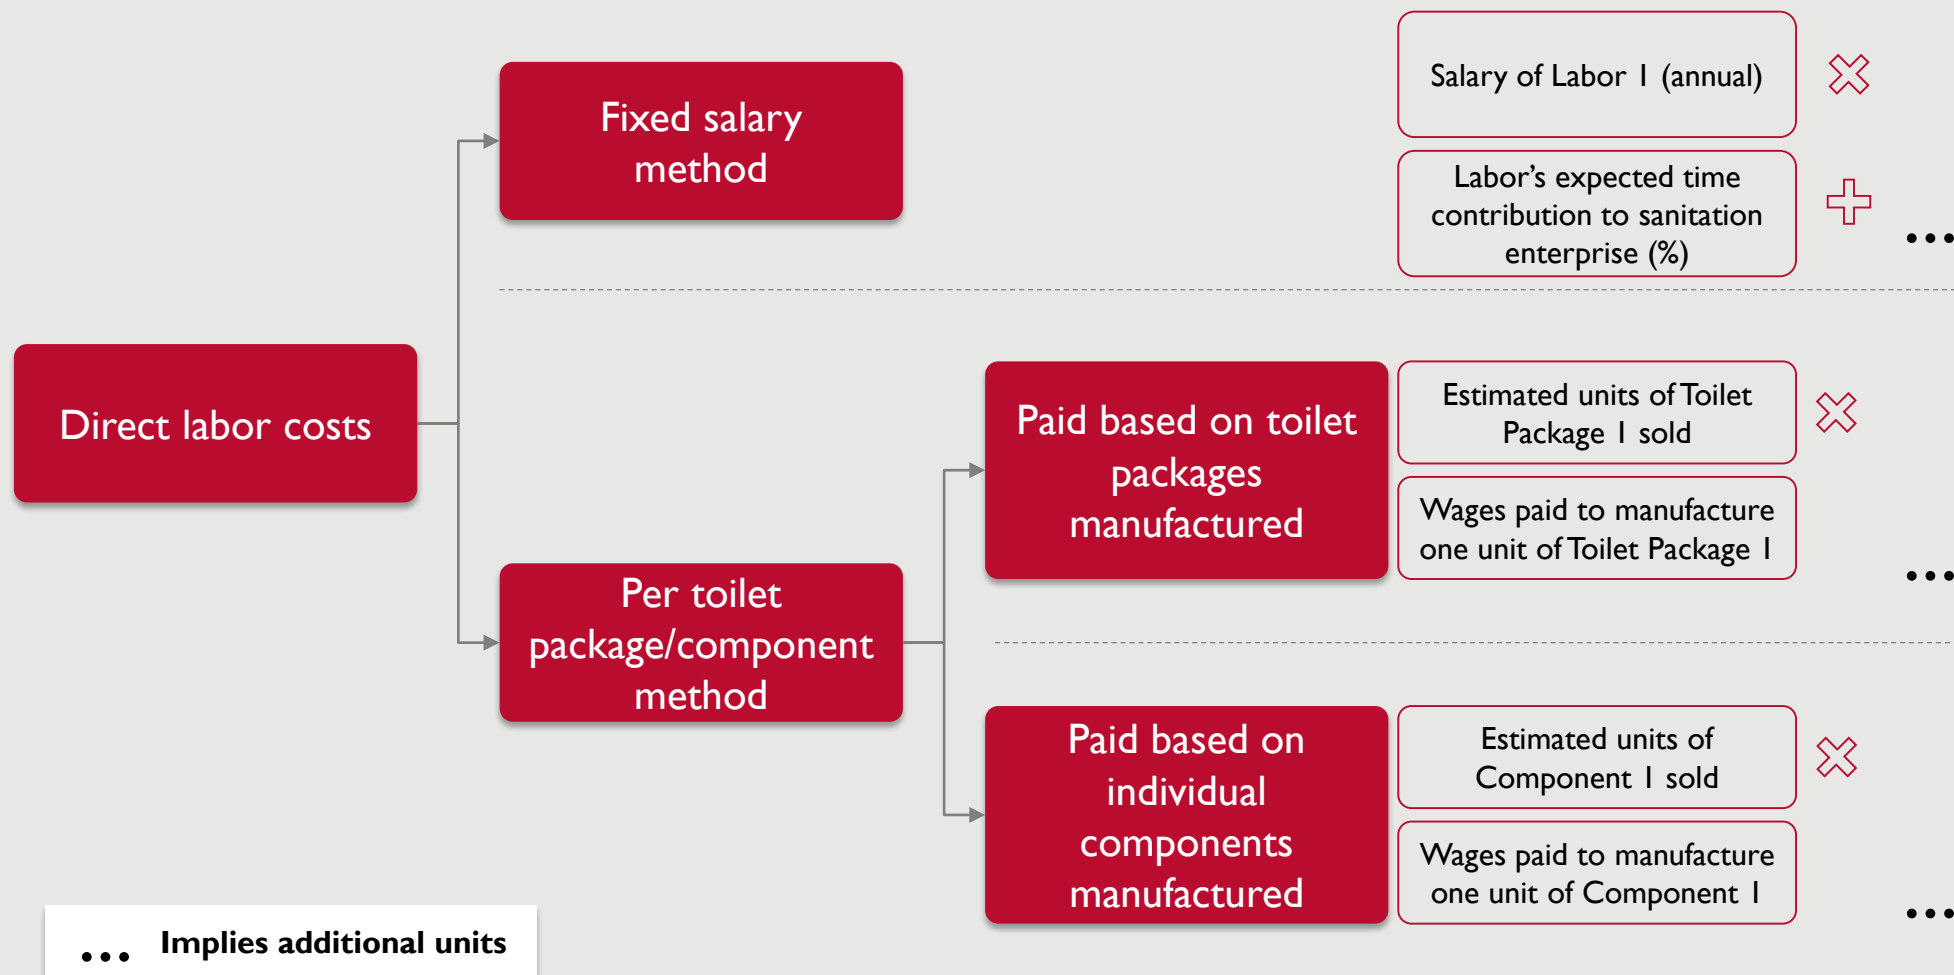 Salary of Labor 1 (annual)
Fixed salary
method
Labor's expected time
contribution to sanitation
enterprise (%)
...
Direct labor costs
Paid based on toilet
packages
manufactured
Estimated units of Toilet
Package 1 sold
Wages paid to manufacture
one unit of Toilet Package 1
...
Per toilet
package/component
method
Paid based on
individual
components
manufactured
Estimated units of
Component 1 sold
Wages paid to manufacture
one unit of Component 1
...
... Implies additional units